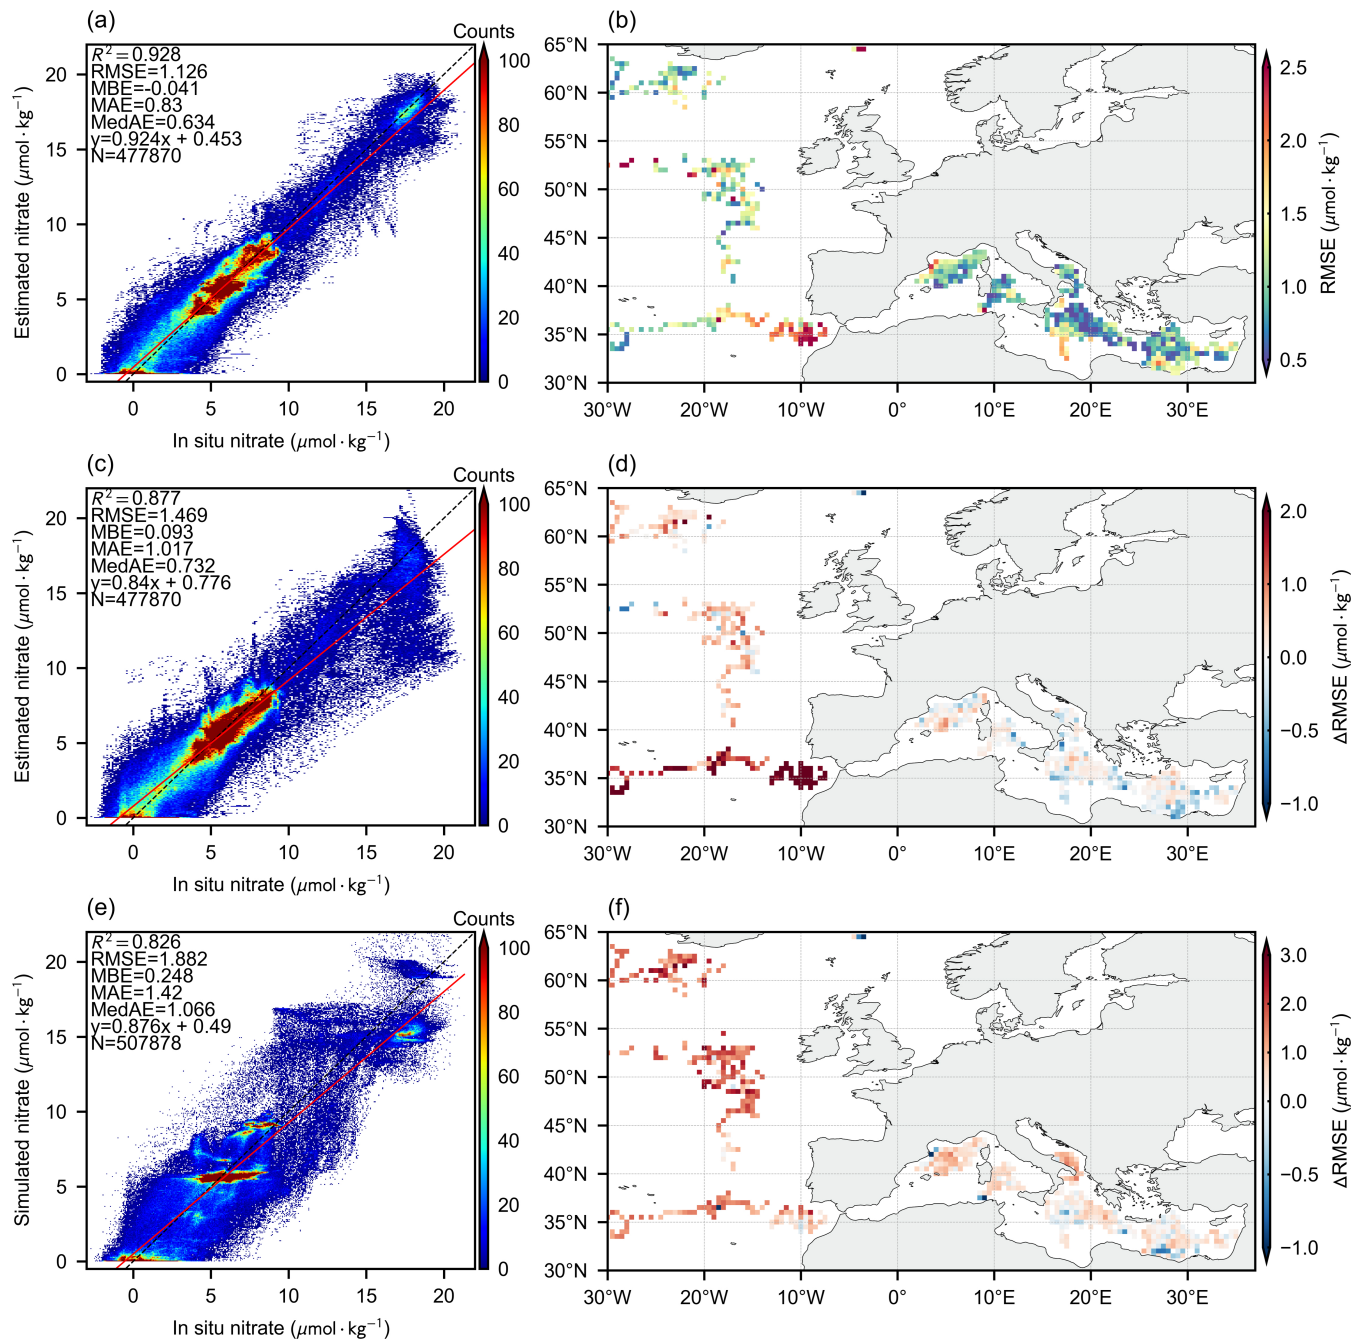 (a)
Counts
R² = 0.928
RMSE=1.126
MBE=-0.041
MAE=0.83
MedAE=0.634
y=0.924x + 0.453
N=477870
20
15
10
5
0
0 5 10 15 20
Estimated nitrate (μmol·kg⁻¹)
In situ nitrate (μmol·kg⁻¹)
100
80
60
40
20
0
(b)
65°N
60°N
55°N
50°N
45°N
40°N
35°N
30°N
30°W 20°W 10°W 0° 10°E 20°E 30°E
2.5
2.0
1.5
1.0
0.5
RMSE (μmol·kg⁻¹)
(c)
Counts
R² = 0.877
RMSE=1.469
MBE=0.093
MAE=1.017
MedAE=0.732
y=0.84x + 0.776
N=477870
20
15
10
5
0
0 5 10 15 20
Estimated nitrate (μmol·kg⁻¹)
In situ nitrate (μmol·kg⁻¹)
100
80
60
40
20
0
(d)
65°N
60°N
55°N
50°N
45°N
40°N
35°N
30°N
30°W 20°W 10°W 0° 10°E 20°E 30°E
2.0
1.0
0.0
−0.5
−1.0
ΔRMSE (μmol·kg⁻¹)
(e)
Counts
R² = 0.826
RMSE=1.882
MBE=0.248
MAE=1.42
MedAE=1.066
y=0.876x + 0.49
N=507878
20
15
10
5
0
0 5 10 15 20
Simulated nitrate (μmol·kg⁻¹)
In situ nitrate (μmol·kg⁻¹)
100
80
60
40
20
0
(f)
65°N
60°N
55°N
50°N
45°N
40°N
35°N
30°N
30°W 20°W 10°W 0° 10°E 20°E 30°E
3.0
2.0
1.0
0.0
−0.5
−1.0
ΔRMSE (μmol·kg⁻¹)